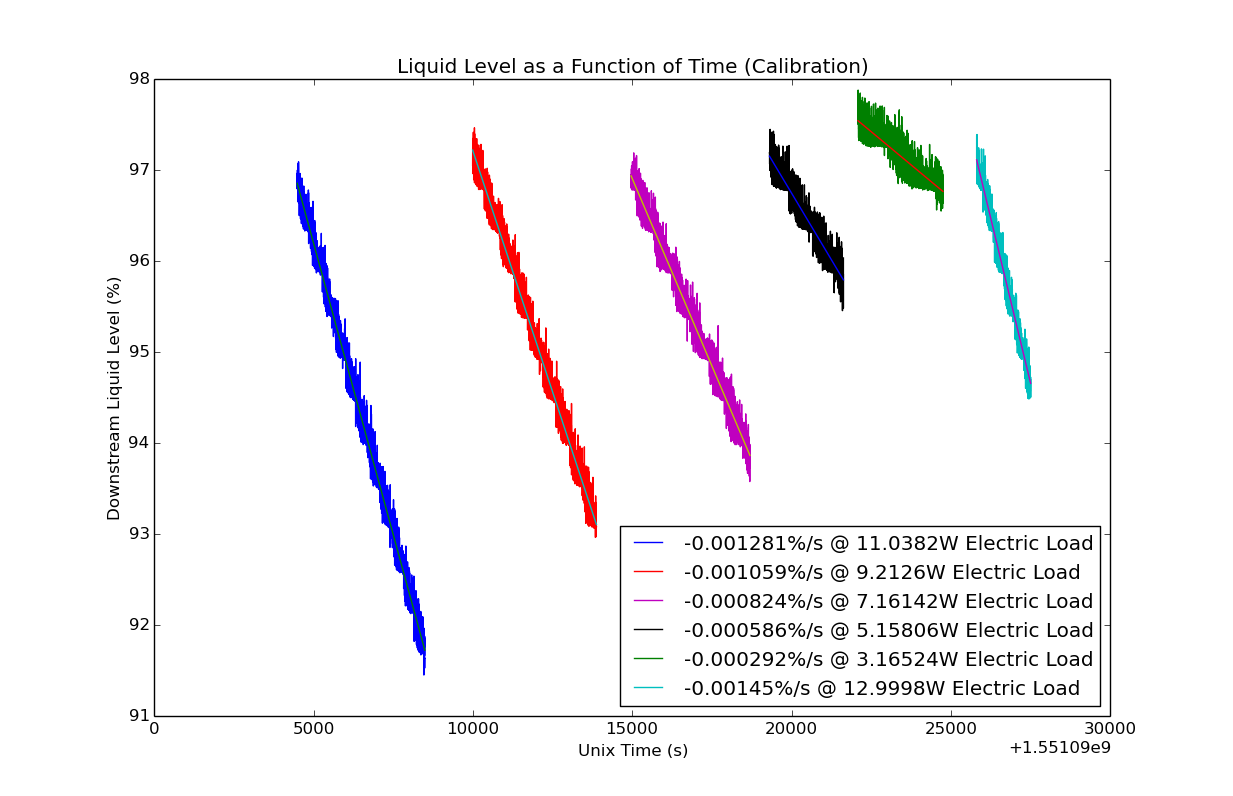 Liquid Level as a Function of Time (Calibration)
98
97
96
95
94
93
92
91
Downstream Liquid Level (%)
-0.001281%/s @ 11.0382W Electric Load
-0.001059%/s @ 9.2126W Electric Load
-0.000824%/s @ 7.16142W Electric Load
-0.000586%/s @ 5.15806W Electric Load
-0.000292%/s @ 3.16524W Electric Load
-0.00145%/s @ 12.9998W Electric Load
0 5000 10000 15000 20000 25000 30000
Unix Time (s)
+1.55109e9